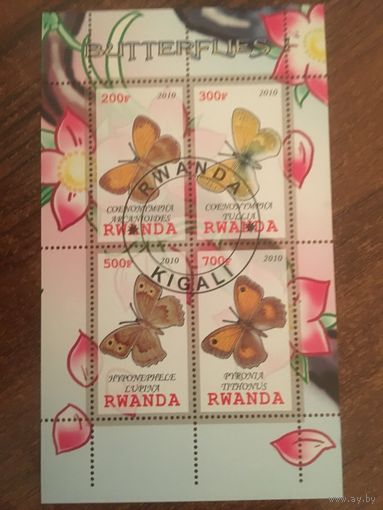 BUTTERFLIES
200F 2010
COENONYMPHA
ARCANOIDES
RWANDA
300F 2010
COENONYMPHA
TULLIA
RWANDA
RWANDA
KIGALI
500F 2010
HYPONEPHELE
LUPINA
RWANDA
700F 2010
PYRONIA
TITHONUS
RWANDA
www.ay.by